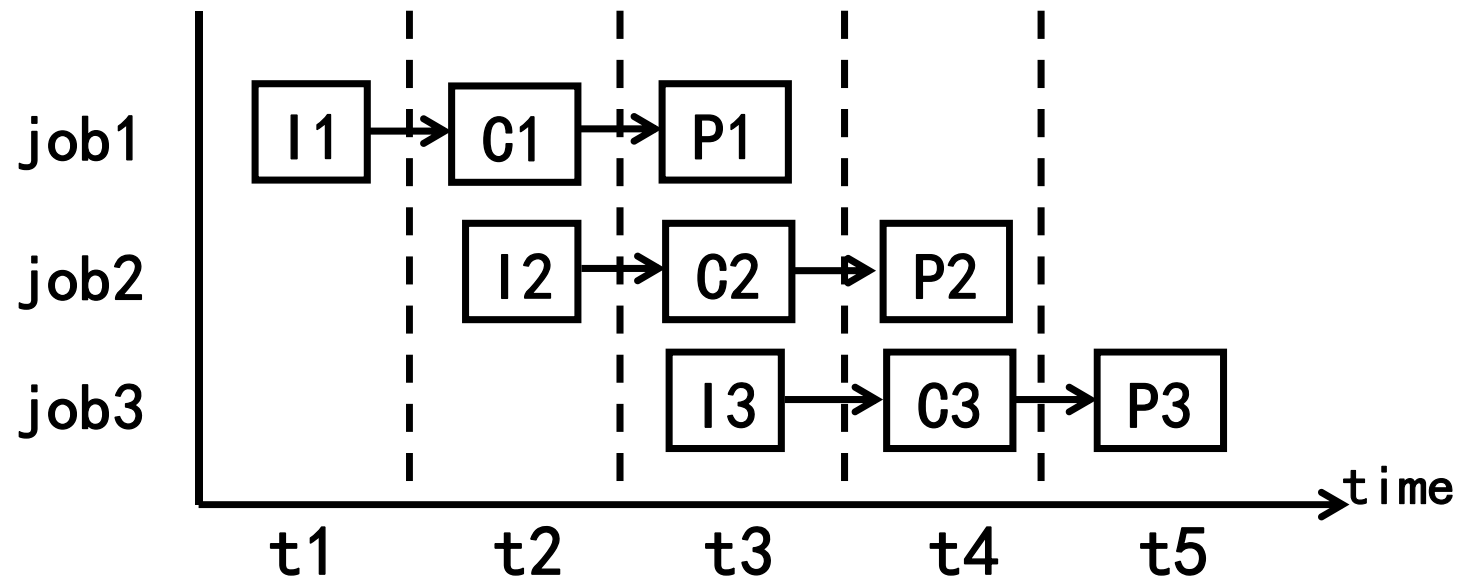 job1 I1 C1 P1
job2 I2 C2 P2
job3 I3 C3 P3
time
t1 t2 t3 t4 t5